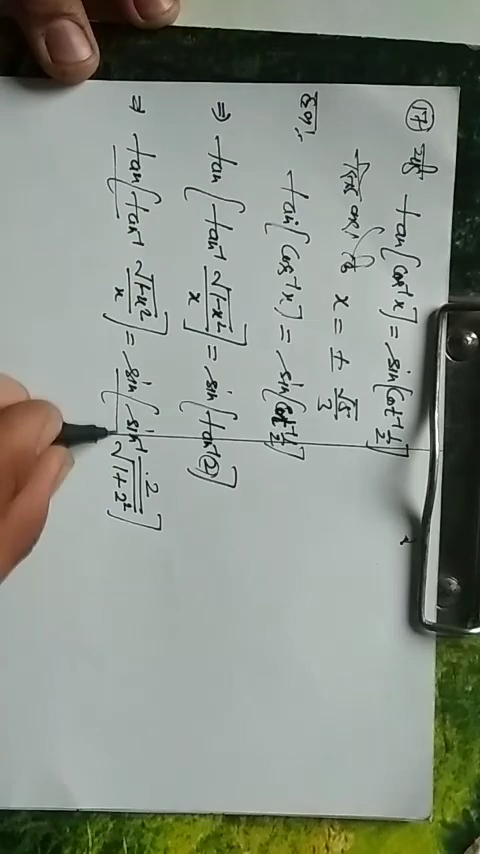 (17) यदि tan[cos⁻¹x] = sin[cot⁻¹ 1/2]
x = ± √5/3
tan[cos⁻¹x] = sin[cot⁻¹ 1/2]
⇒ tan[tan⁻¹ √1-x²/x] = sin[tan⁻¹(2)]
⇒ tan[tan⁻¹ √1-x²/x] = sin[sin⁻¹ 2/√1+2²]